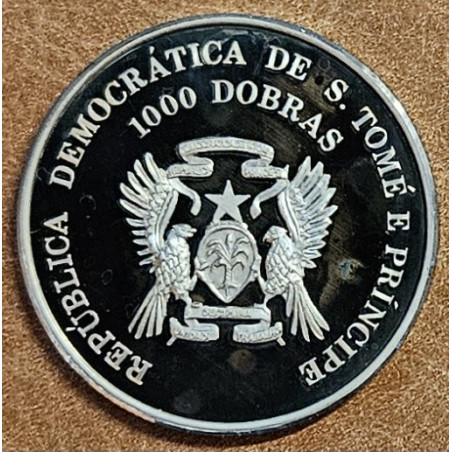 REPÚBLICA DEMOCRÁTICA DE S. TOMÉ E PRÍNCIPE
1000 DOBRAS